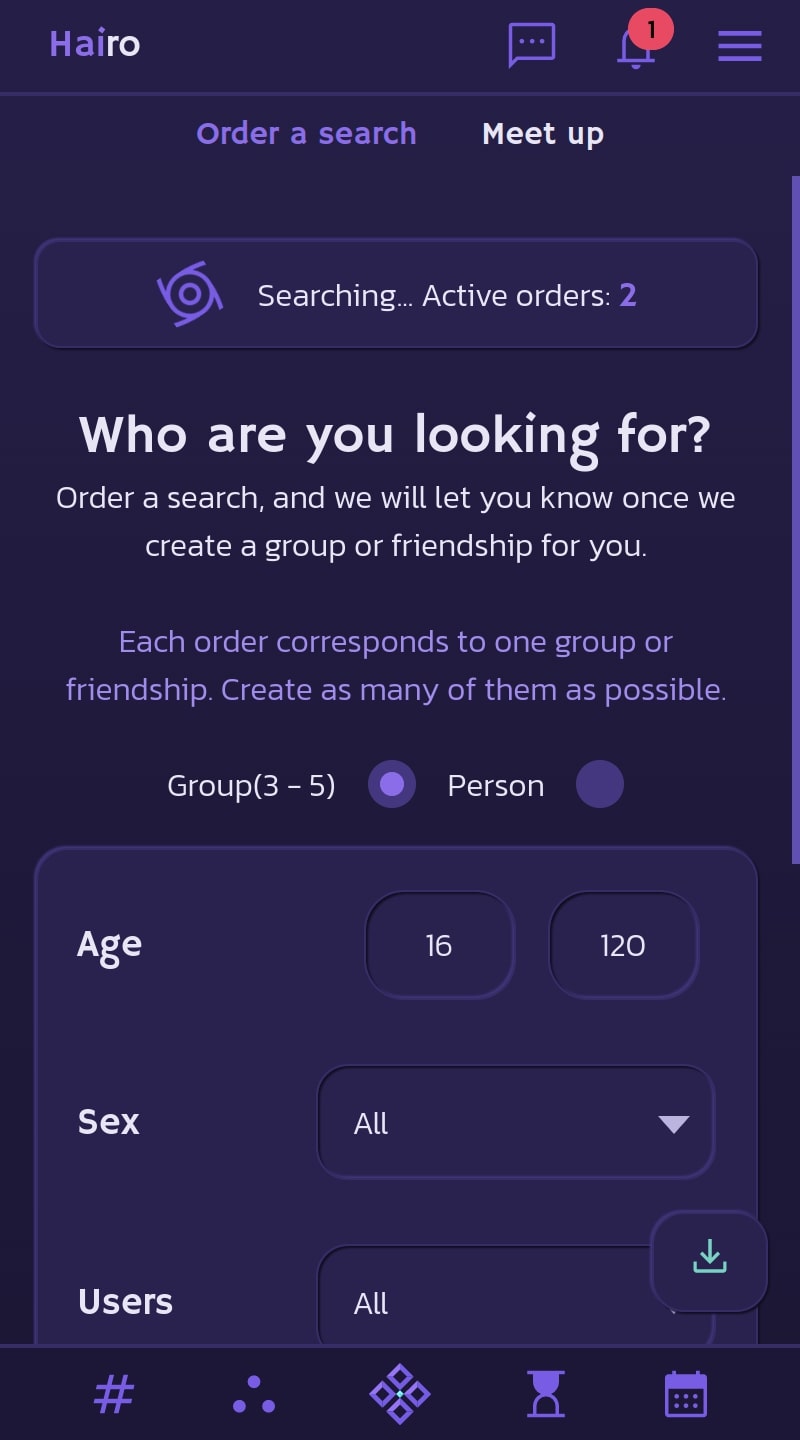 Hairo
1
Order a search Meet up
Searching... Active orders: 2
Who are you looking for?
Order a search, and we will let you know once we
create a group or friendship for you.
Each order corresponds to one group or
friendship. Create as many of them as possible.
Group(3 - 5) Person
Age 16 120
Sex All
Users All